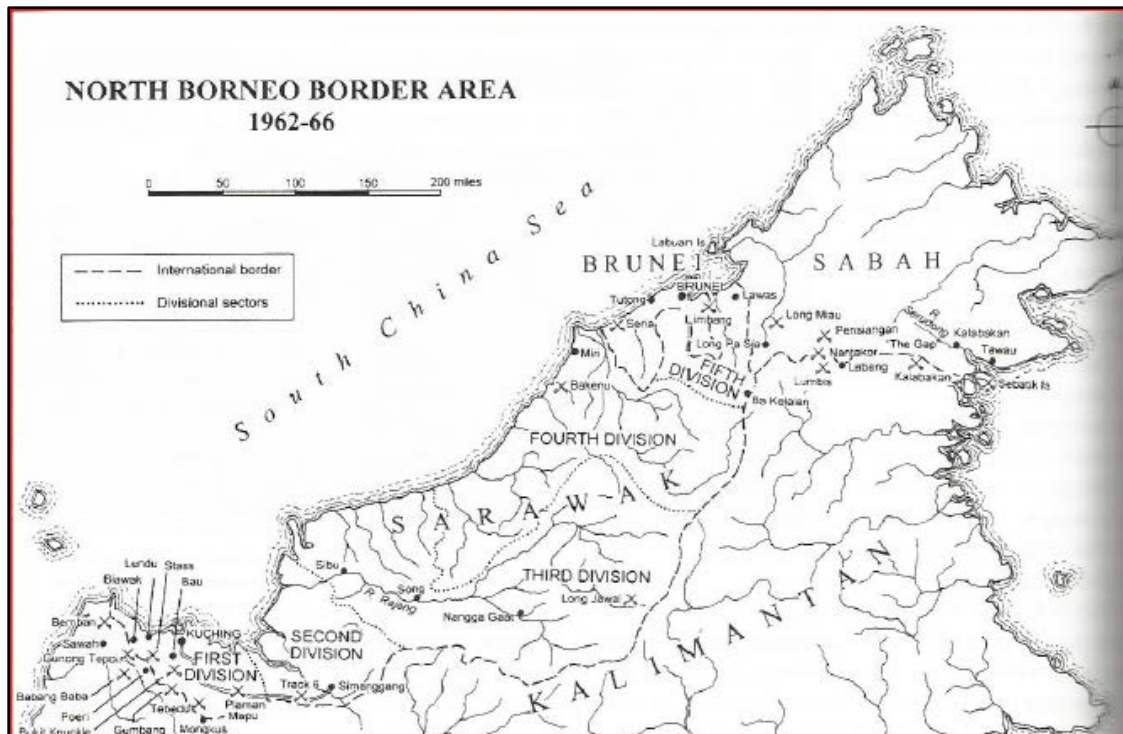 NORTH BORNEO BORDER AREA
1962-66
0 50 100 150 200 miles
International border
Divisional sectors
South China Sea
Labuan Is
BRUNEI
SABAH
BRUNEI
Lawas
Tutong
Limbang
Seria
Long Miau
Long Pa Sia
Pensiangan
R. Serudong
Kalabakan
"The Gap"
Tawau
Nantakor
Labang
Lumbis
Kalabakan
Sebatik Is
Miri
FIFTH
DIVISION
Ba Kelalan
Bakenu
FOURTH DIVISION
SARAWAK
Sibu
R. Rajang
Song
THIRD DIVISION
Long Jawai
Nangga Gaat
KALIMANTAN
Lundu
Stass
Biawak
Bau
Bemban
KUCHING
Sawah
Gunong Tepoi
FIRST
DIVISION
SECOND
DIVISION
Babang Baba
Track 6
Simanggang
Poeri
Tebedu
Plaman
Mapu
Bukit Knuckle
Gumbang
Mongkus